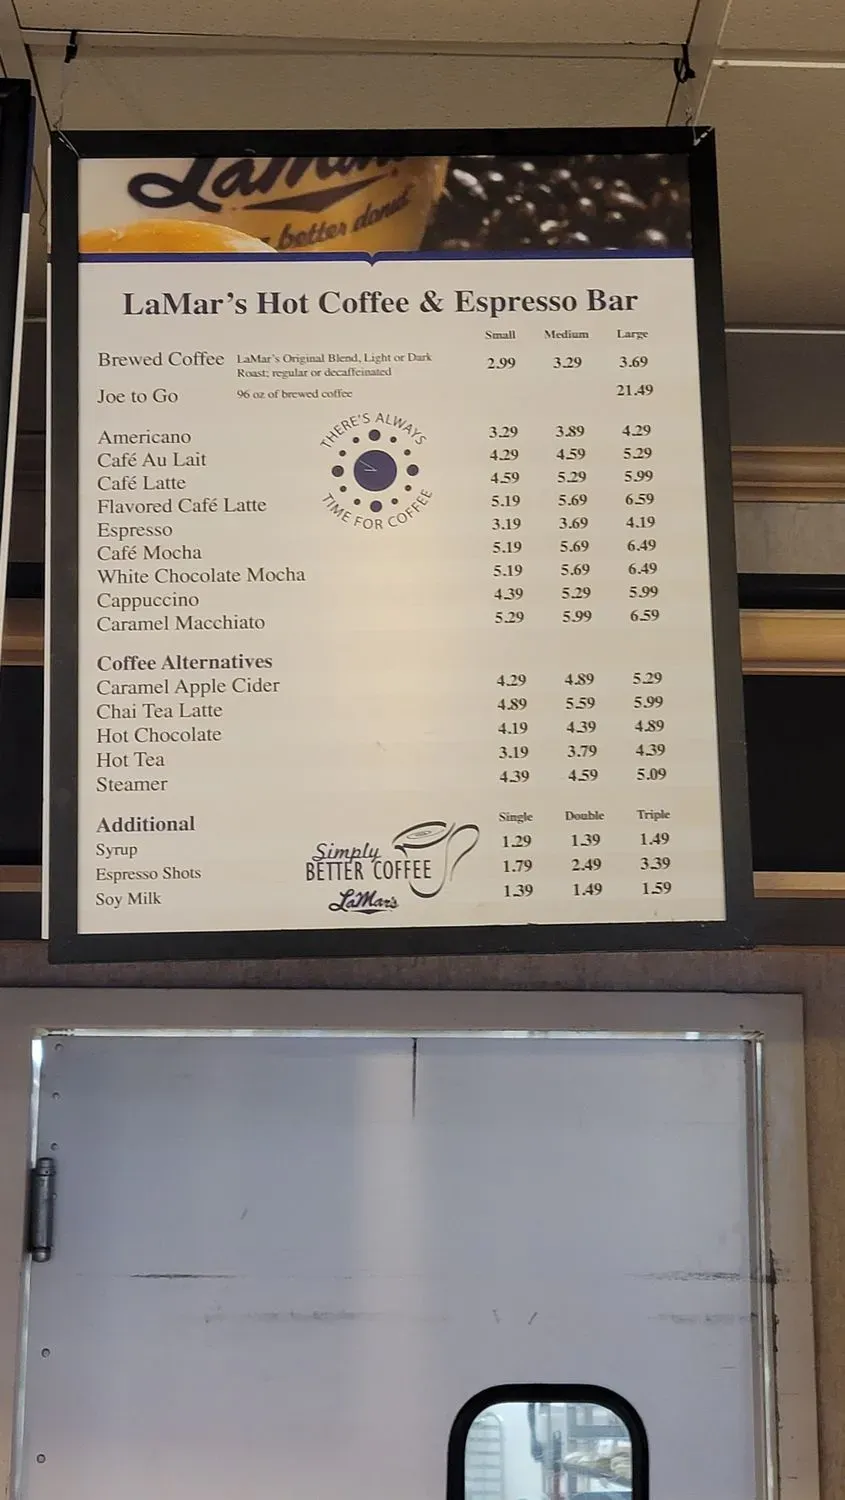 LaMar's
better donut
LaMar's Hot Coffee & Espresso Bar
Small Medium Large
Brewed Coffee LaMar's Original Blend, Light or Dark
Roast; regular or decaffeinated 2.99 3.29 3.69
Joe to Go 96 oz of brewed coffee 21.49
THERE'S ALWAYS
TIME FOR COFFEE
Americano 3.29 3.89 4.29
Café Au Lait 4.29 4.59 5.29
Café Latte 4.59 5.29 5.99
Flavored Café Latte 5.19 5.69 6.59
Espresso 3.19 3.69 4.19
Café Mocha 5.19 5.69 6.49
White Chocolate Mocha 5.19 5.69 6.49
Cappuccino 4.39 5.29 5.99
Caramel Macchiato 5.29 5.99 6.59
Coffee Alternatives
Caramel Apple Cider 4.29 4.89 5.29
Chai Tea Latte 4.89 5.59 5.99
Hot Chocolate 4.19 4.39 4.89
Hot Tea 3.19 3.79 4.39
Steamer 4.39 4.59 5.09
Additional Single Double Triple
Syrup 1.29 1.39 1.49
Espresso Shots 1.79 2.49 3.39
Soy Milk 1.39 1.49 1.59
Simply
BETTER COFFEE
LaMar's